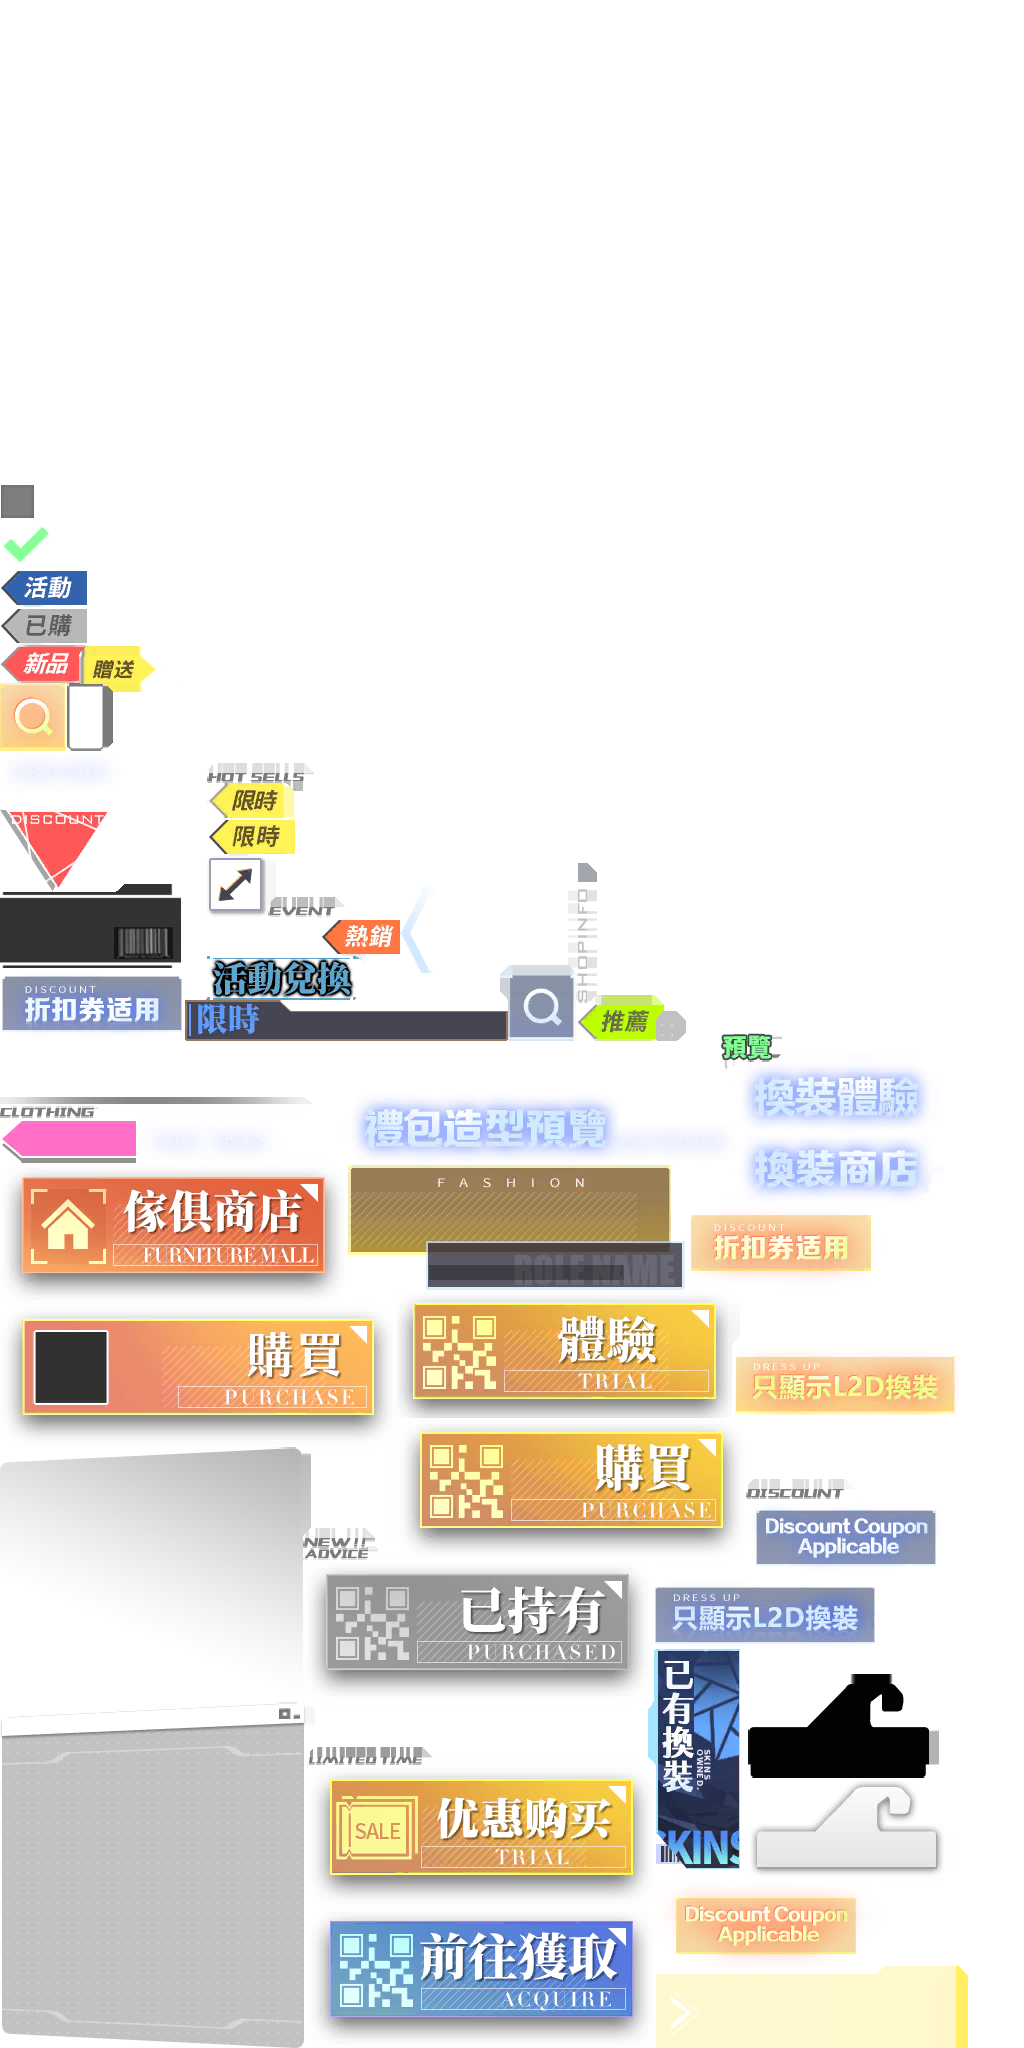 活動
已購
新品
贈送
HOT SELLS
限時
限時
DISCOUNT
EVENT
熱銷
SHOPINFO
活動兌換
DISCOUNT
折扣券适用
限時
推薦
預覽
換裝體驗
CLOTHING
禮包造型預覽
換裝商店
FASHION
傢俱商店
FURNITURE MALL
DISCOUNT
折扣券适用
ROLE NAME
購買
PURCHASE
體驗
TRIAL
DRESS UP
只顯示L2D換裝
購買
PURCHASE
DISCOUNT
Discount Coupon
Applicable
NEW!!
ADVICE
已持有
PURCHASED
DRESS UP
只顯示L2D換裝
已有換裝
SKINS
OWNED.
SKINS
LIMITED TIME
SALE
优惠购买
TRIAL
Discount Coupon
Applicable
前往獲取
ACQUIRE